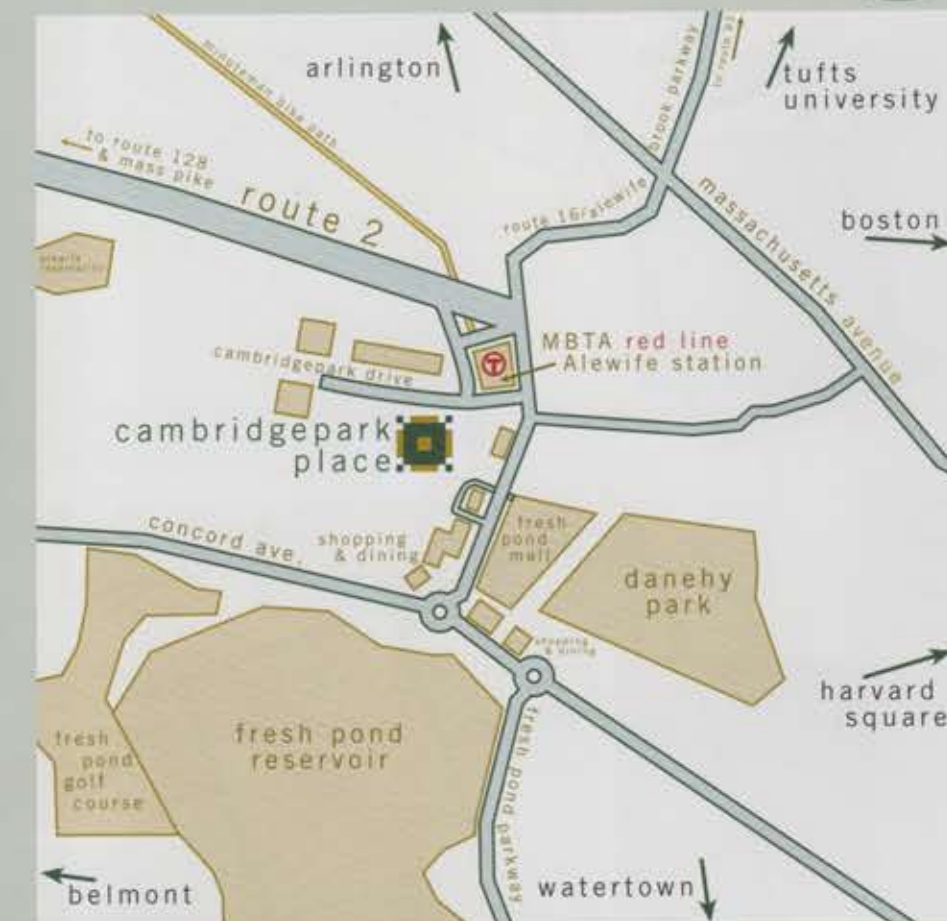 arlington
minuteman bike path
brook parkway
tufts
university
to route 128
& mass pike
route 2
route 16/alewife
massachusetts avenue
boston
MBTA red line
Alewife station
T
cambridgepark drive
cambridgepark
place
concord ave.
shopping
& dining
fresh
pond
mall
danehy
park
shopping
& dining
harvard
square
fresh
pond
golf
course
fresh pond
reservoir
fresh pond parkway
belmont
watertown